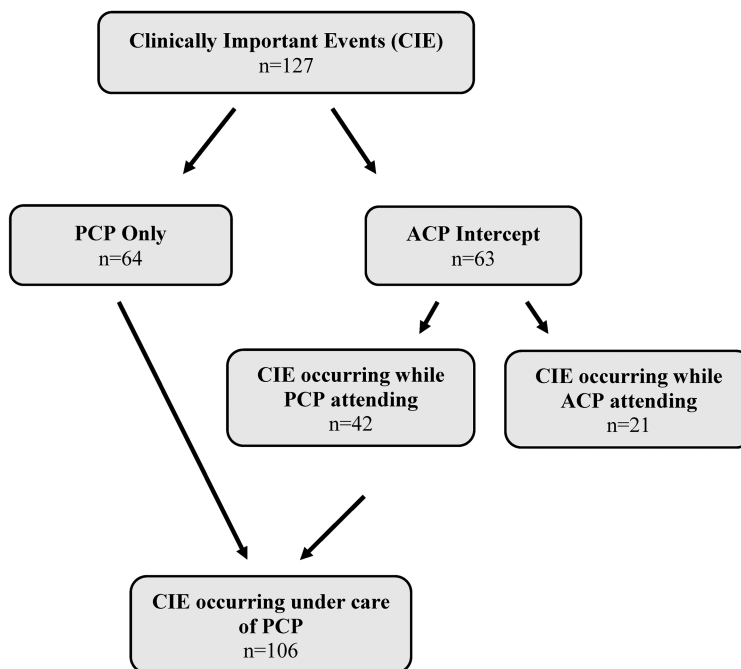 Clinically Important Events (CIE)
n=127
PCP Only
n=64
ACP Intercept
n=63
CIE occurring while
PCP attending
n=42
CIE occurring while
ACP attending
n=21
CIE occurring under care
of PCP
n=106